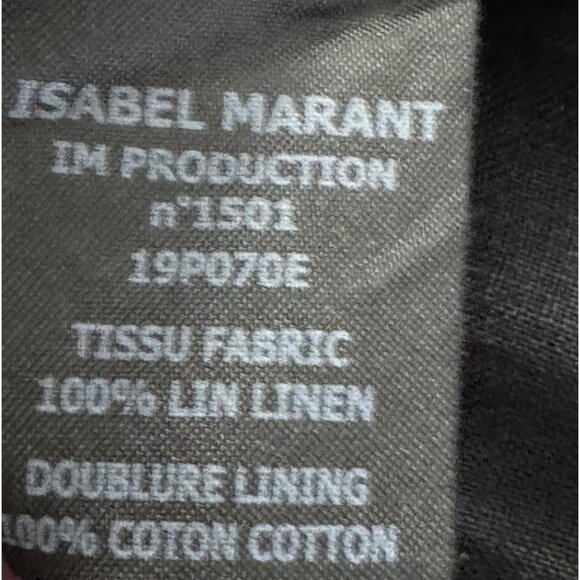 ISABEL MARANT
IM PRODUCTION
n°1501
19P070E
TISSU FABRIC
100% LIN LINEN
DOUBLURE LINING
100% COTON COTTON